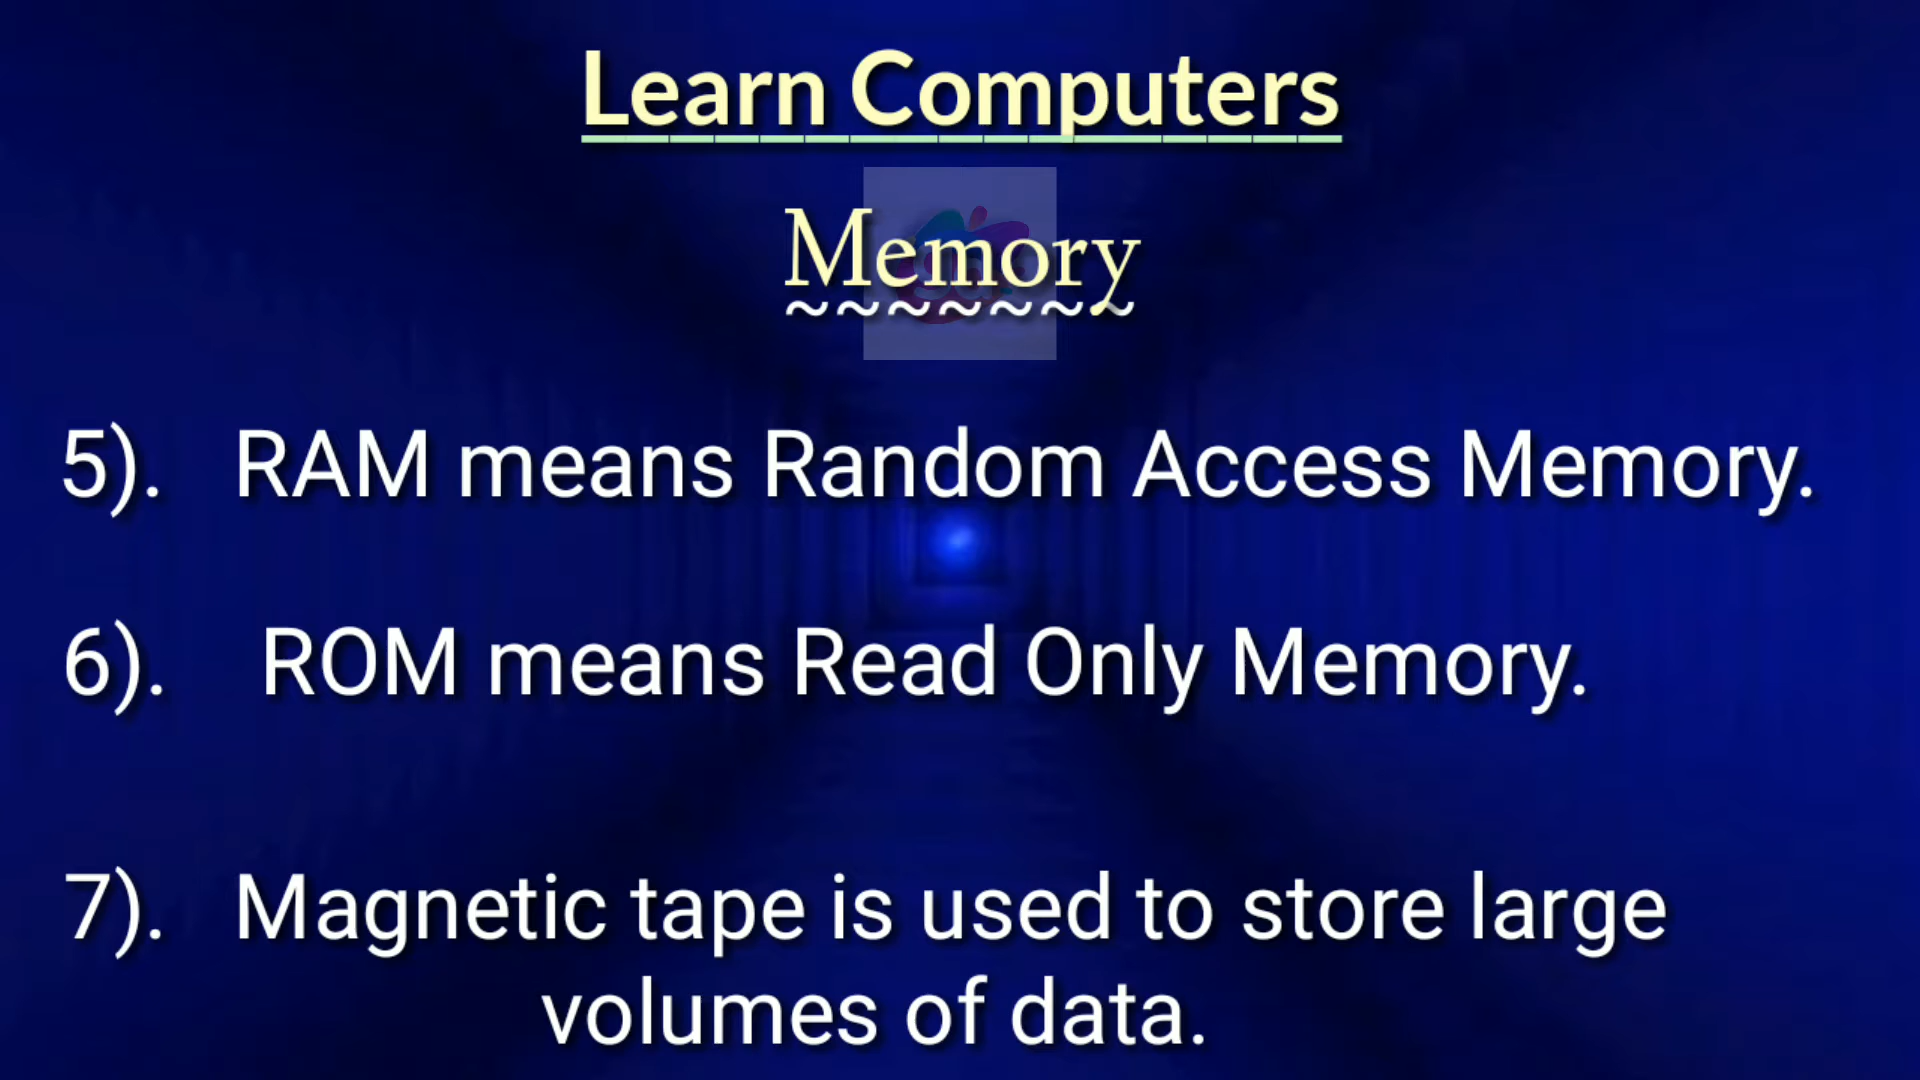 Learn Computers
Memory
~~~~~~~
5). RAM means Random Access Memory.
6). ROM means Read Only Memory.
7). Magnetic tape is used to store large
volumes of data.